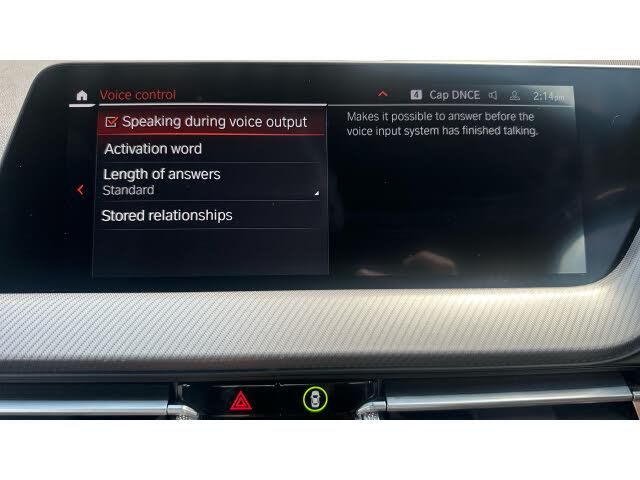 Voice control
4 Cap DNCE 2:14pm
Speaking during voice output
Activation word
Length of answers
Standard
Stored relationships
Makes it possible to answer before the
voice input system has finished talking.